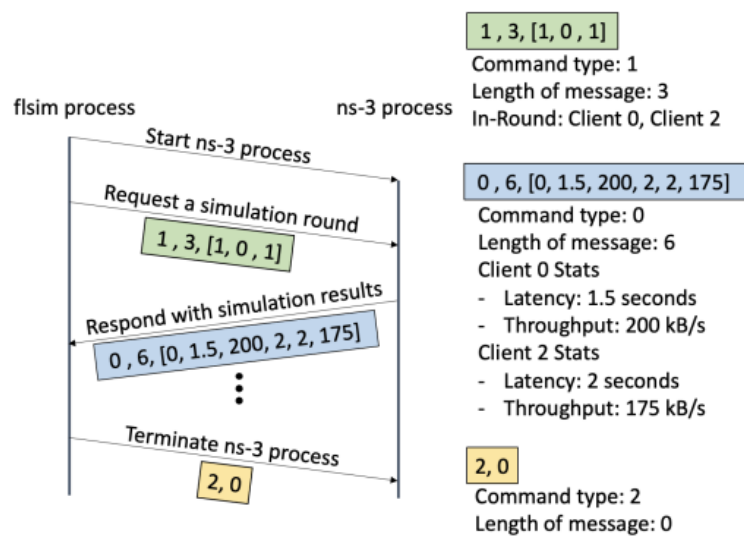 flsim process
ns-3 process
Start ns-3 process
Request a simulation round
1 , 3, [1, 0 , 1]
Respond with simulation results
0 , 6, [0, 1.5, 200, 2, 2, 175]
Terminate ns-3 process
2, 0
1 , 3, [1, 0 , 1]
Command type: 1
Length of message: 3
In-Round: Client 0, Client 2
0 , 6, [0, 1.5, 200, 2, 2, 175]
Command type: 0
Length of message: 6
Client 0 Stats
- Latency: 1.5 seconds
- Throughput: 200 kB/s
Client 2 Stats
- Latency: 2 seconds
- Throughput: 175 kB/s
2, 0
Command type: 2
Length of message: 0